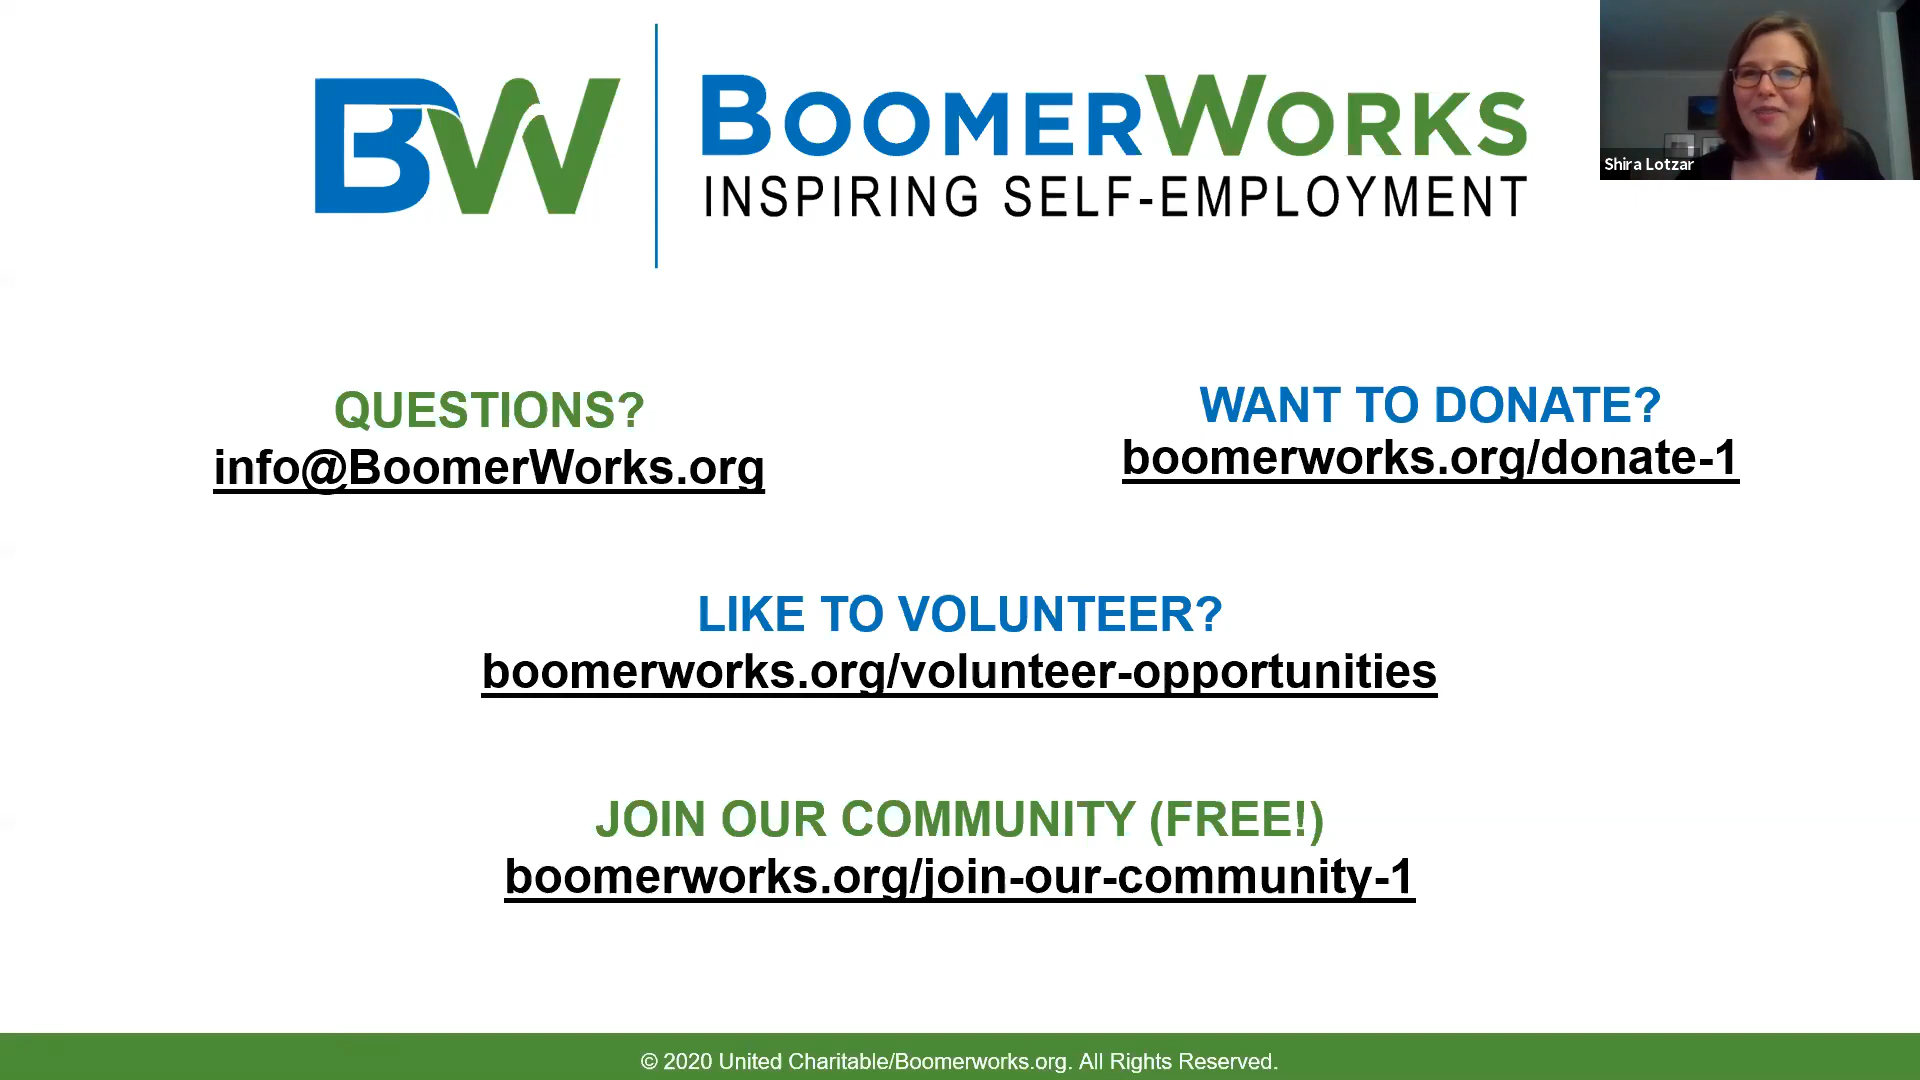 BW
BOOMERWORKS
INSPIRING SELF-EMPLOYMENT
Shira Lotzar
QUESTIONS?
info@BoomerWorks.org
WANT TO DONATE?
boomerworks.org/donate-1
LIKE TO VOLUNTEER?
boomerworks.org/volunteer-opportunities
JOIN OUR COMMUNITY (FREE!)
boomerworks.org/join-our-community-1
© 2020 United Charitable/Boomerworks.org. All Rights Reserved.